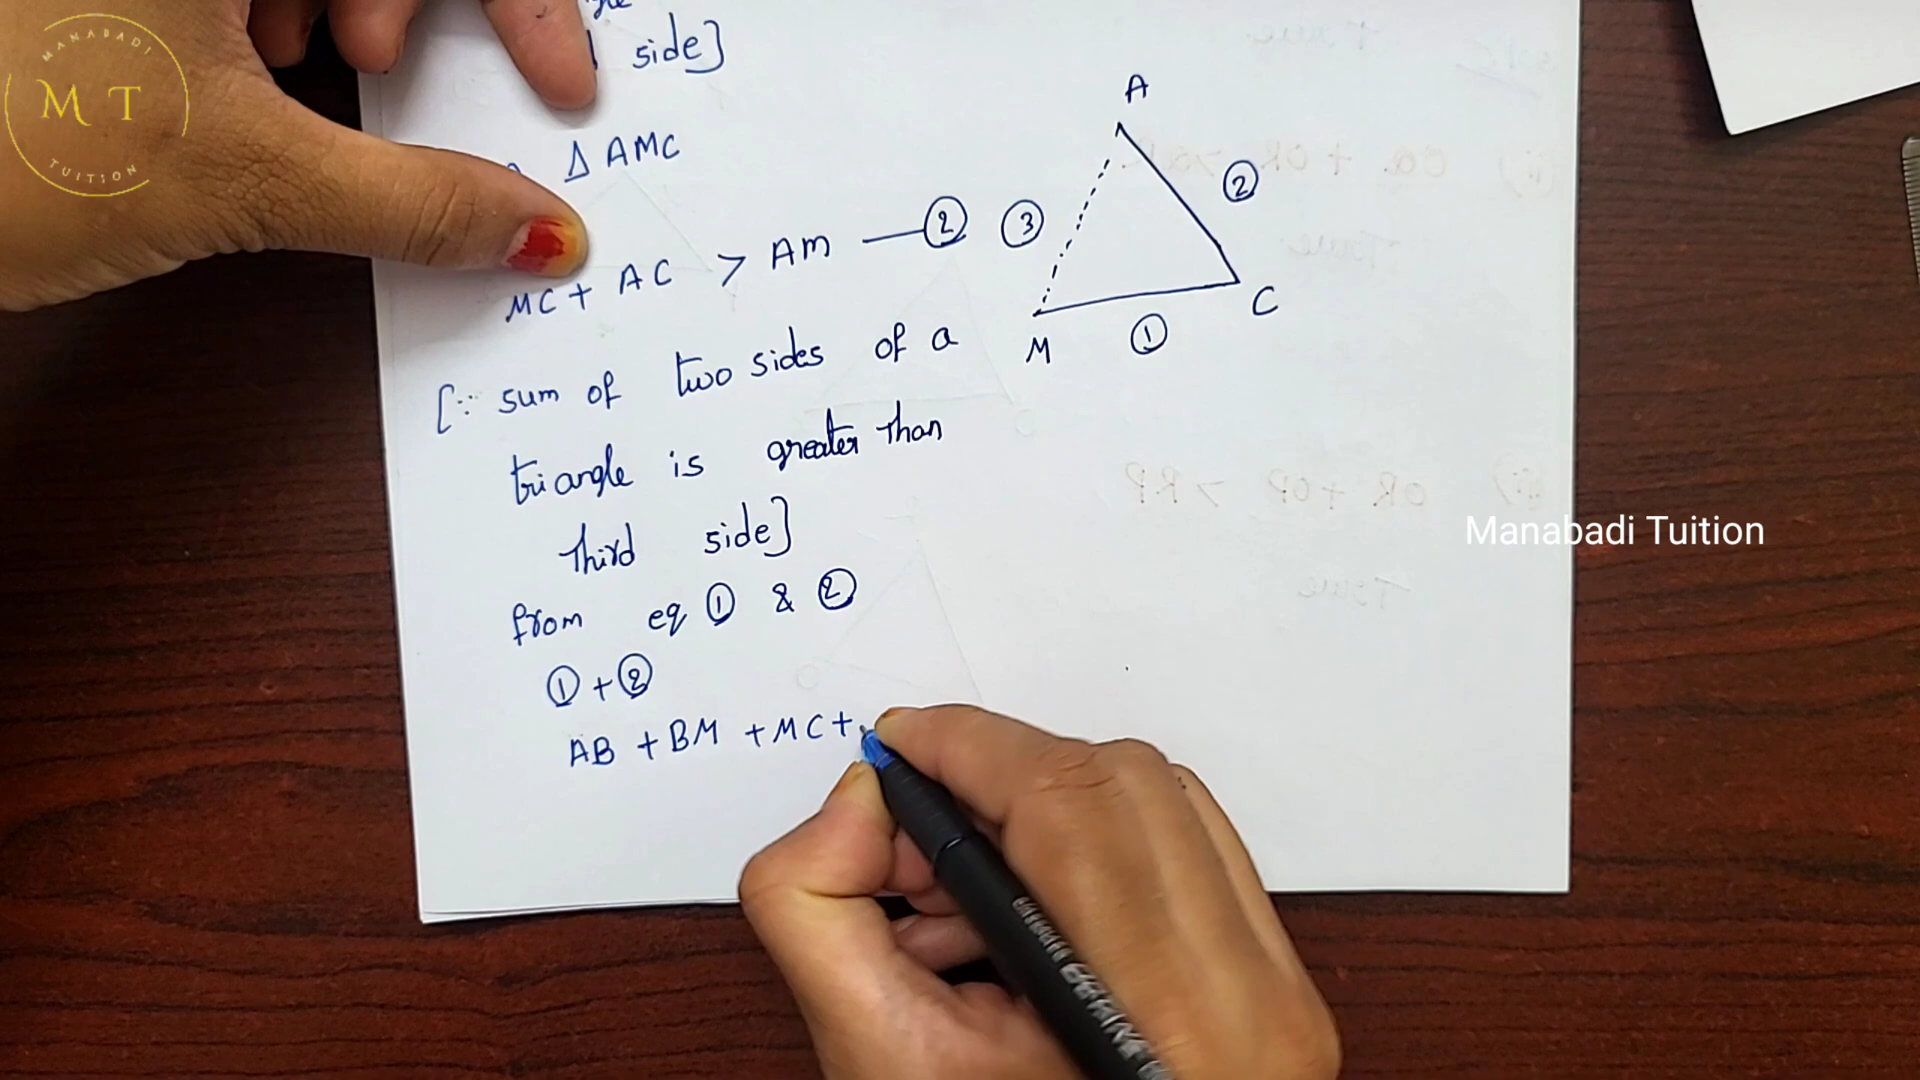 MANABADI
M T
TUITION
side]
Δ AMC
MC + AC > AM — ②
[∵ sum of two sides of a
triangle is greater than
third side]
from eq ① & ②
① + ②
AB + BM + MC +
A
②
③
C
M
①
Manabadi Tuition